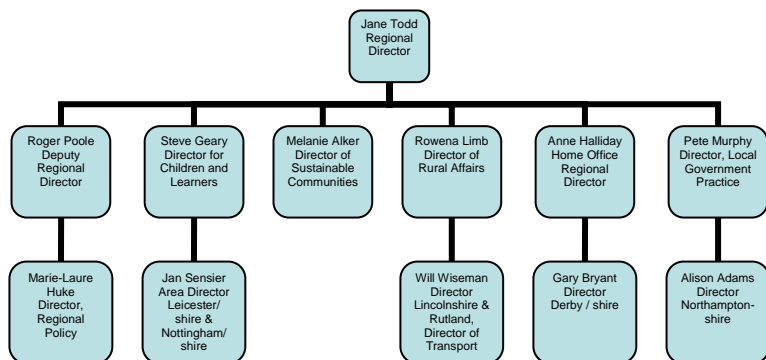 Jane Todd
Regional
Director
Roger Poole
Deputy
Regional
Director
Steve Geary
Director for
Children and
Learners
Melanie Alker
Director of
Sustainable
Communities
Rowena Limb
Director of
Rural Affairs
Anne Halliday
Home Office
Regional
Director
Pete Murphy
Director, Local
Government
Practice
Marie-Laure
Huke
Director,
Regional
Policy
Jan Sensier
Area Director
Leicester/
shire &
Nottingham/
shire
Will Wiseman
Director
Lincolnshire &
Rutland,
Director of
Transport
Gary Bryant
Director
Derby / shire
Alison Adams
Director
Northampton-
shire